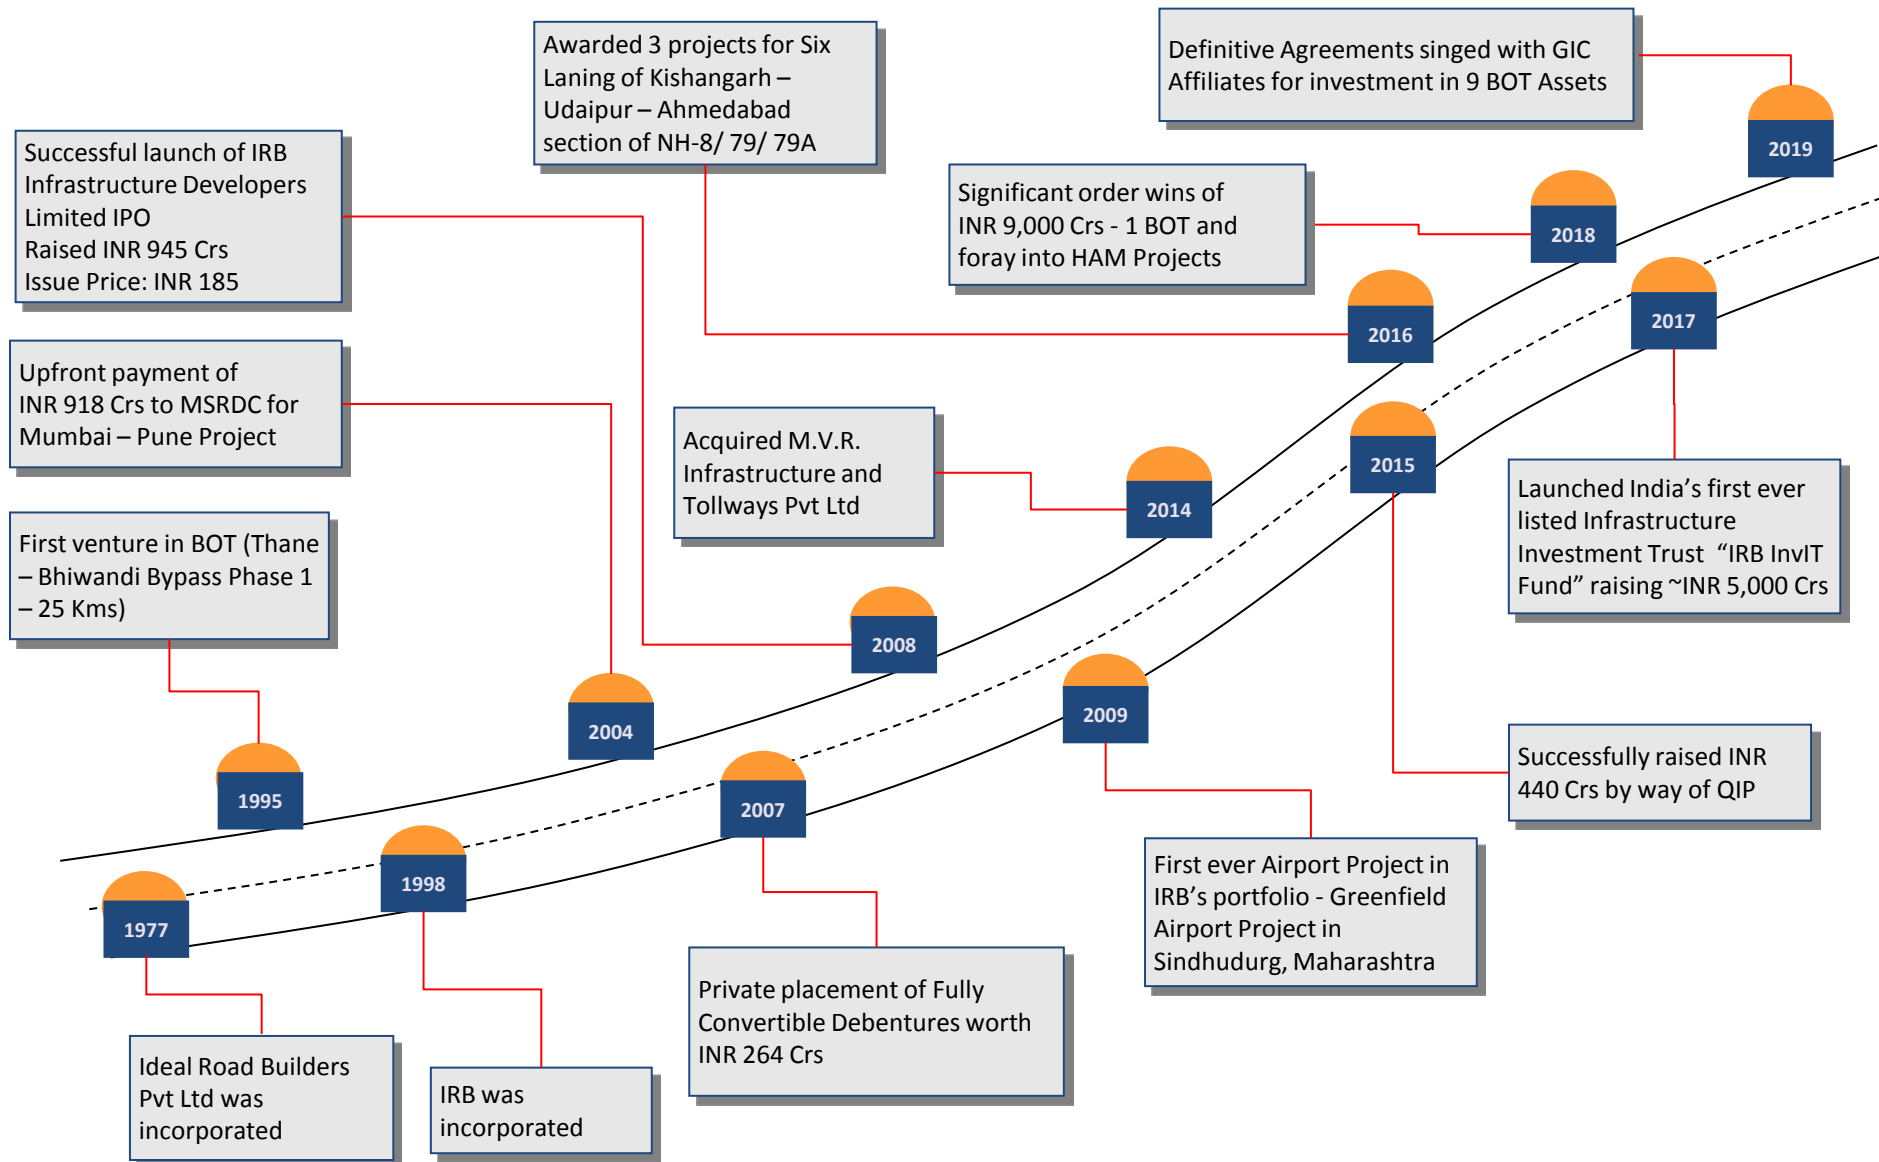 Awarded 3 projects for Six
Laning of Kishangarh –
Udaipur – Ahmedabad
section of NH-8/ 79/ 79A
Definitive Agreements singed with GIC
Affiliates for investment in 9 BOT Assets
2019
Successful launch of IRB
Infrastructure Developers
Limited IPO
Raised INR 945 Crs
Issue Price: INR 185
Significant order wins of
INR 9,000 Crs - 1 BOT and
foray into HAM Projects
2018
2017
2016
Upfront payment of
INR 918 Crs to MSRDC for
Mumbai – Pune Project
Acquired M.V.R.
Infrastructure and
Tollways Pvt Ltd
2014
2015
Launched India’s first ever
listed Infrastructure
Investment Trust “IRB InvIT
Fund” raising ~INR 5,000 Crs
First venture in BOT (Thane
– Bhiwandi Bypass Phase 1
– 25 Kms)
2008
2004
2009
1995
2007
Successfully raised INR
440 Crs by way of QIP
1998
1977
First ever Airport Project in
IRB’s portfolio - Greenfield
Airport Project in
Sindhudurg, Maharashtra
Private placement of Fully
Convertible Debentures worth
INR 264 Crs
Ideal Road Builders
Pvt Ltd was
incorporated
IRB was
incorporated